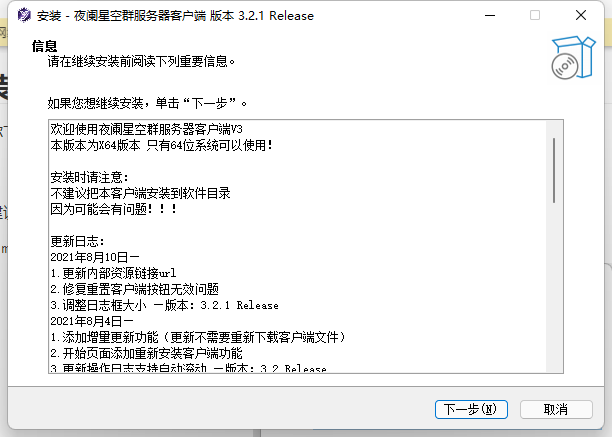 安装 - 夜阑星空群服务器客户端 版本 3.2.1 Release
信息
请在继续安装前阅读下列重要信息。
如果您想继续安装，单击“下一步”。
欢迎使用夜阑星空群服务器客户端V3
本版本为X64版本 只有64位系统可以使用！
安装时请注意：
不建议把本客户端安装到软件目录
因为可能会有问题！！！
更新日志：
2021年8月10日—
1.更新内部资源链接url
2.修复重置客户端按钮无效问题
3.调整日志框大小 —版本：3.2.1 Release
2021年8月4日—
1.添加增量更新功能（更新不需要重新下载客户端文件）
2.开始页面添加重新安装客户端功能
3.更新操作日志支持自动滚动 —版本：3.2 Release
下一步(N)
取消